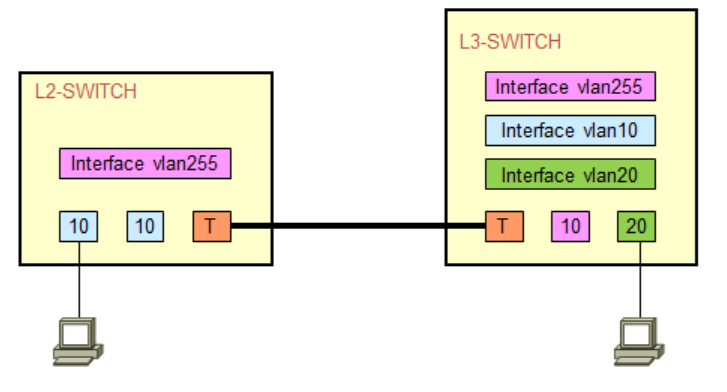 L2-SWITCH
Interface vlan255
10
10
T
L3-SWITCH
Interface vlan255
Interface vlan10
Interface vlan20
T
10
20